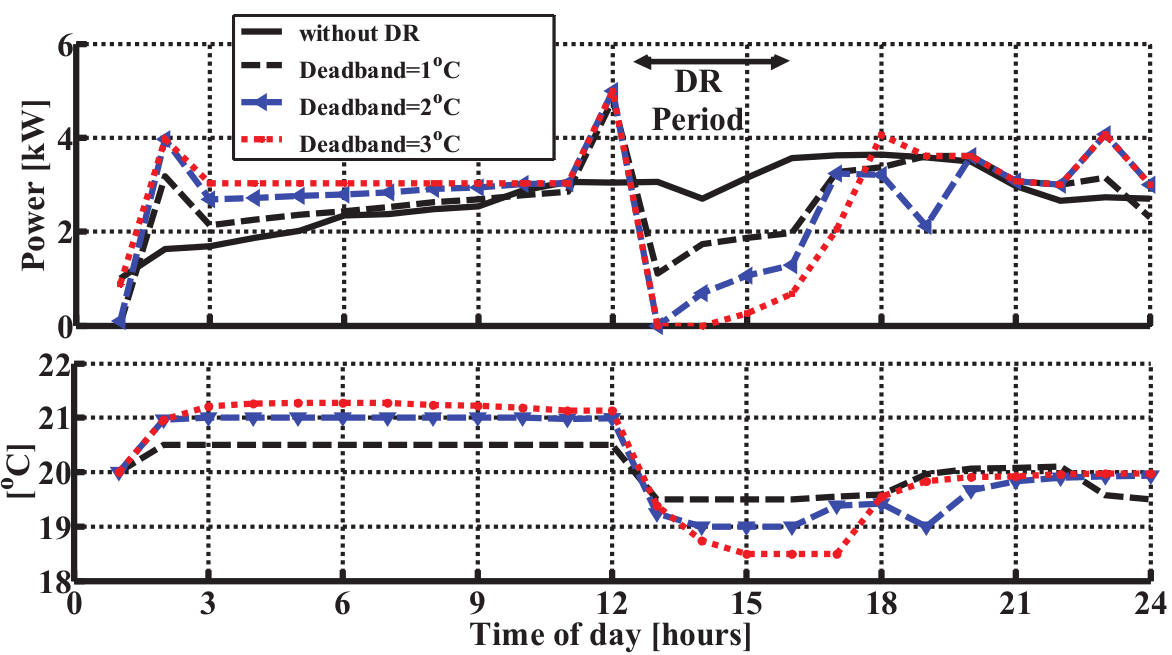 without DR
Deadband=1°C
Deadband=2°C
Deadband=3°C
DR
Period
Power [kW]
6
4
2
0
[°C]
22
21
20
19
18
0 3 6 9 12 15 18 21 24
Time of day [hours]